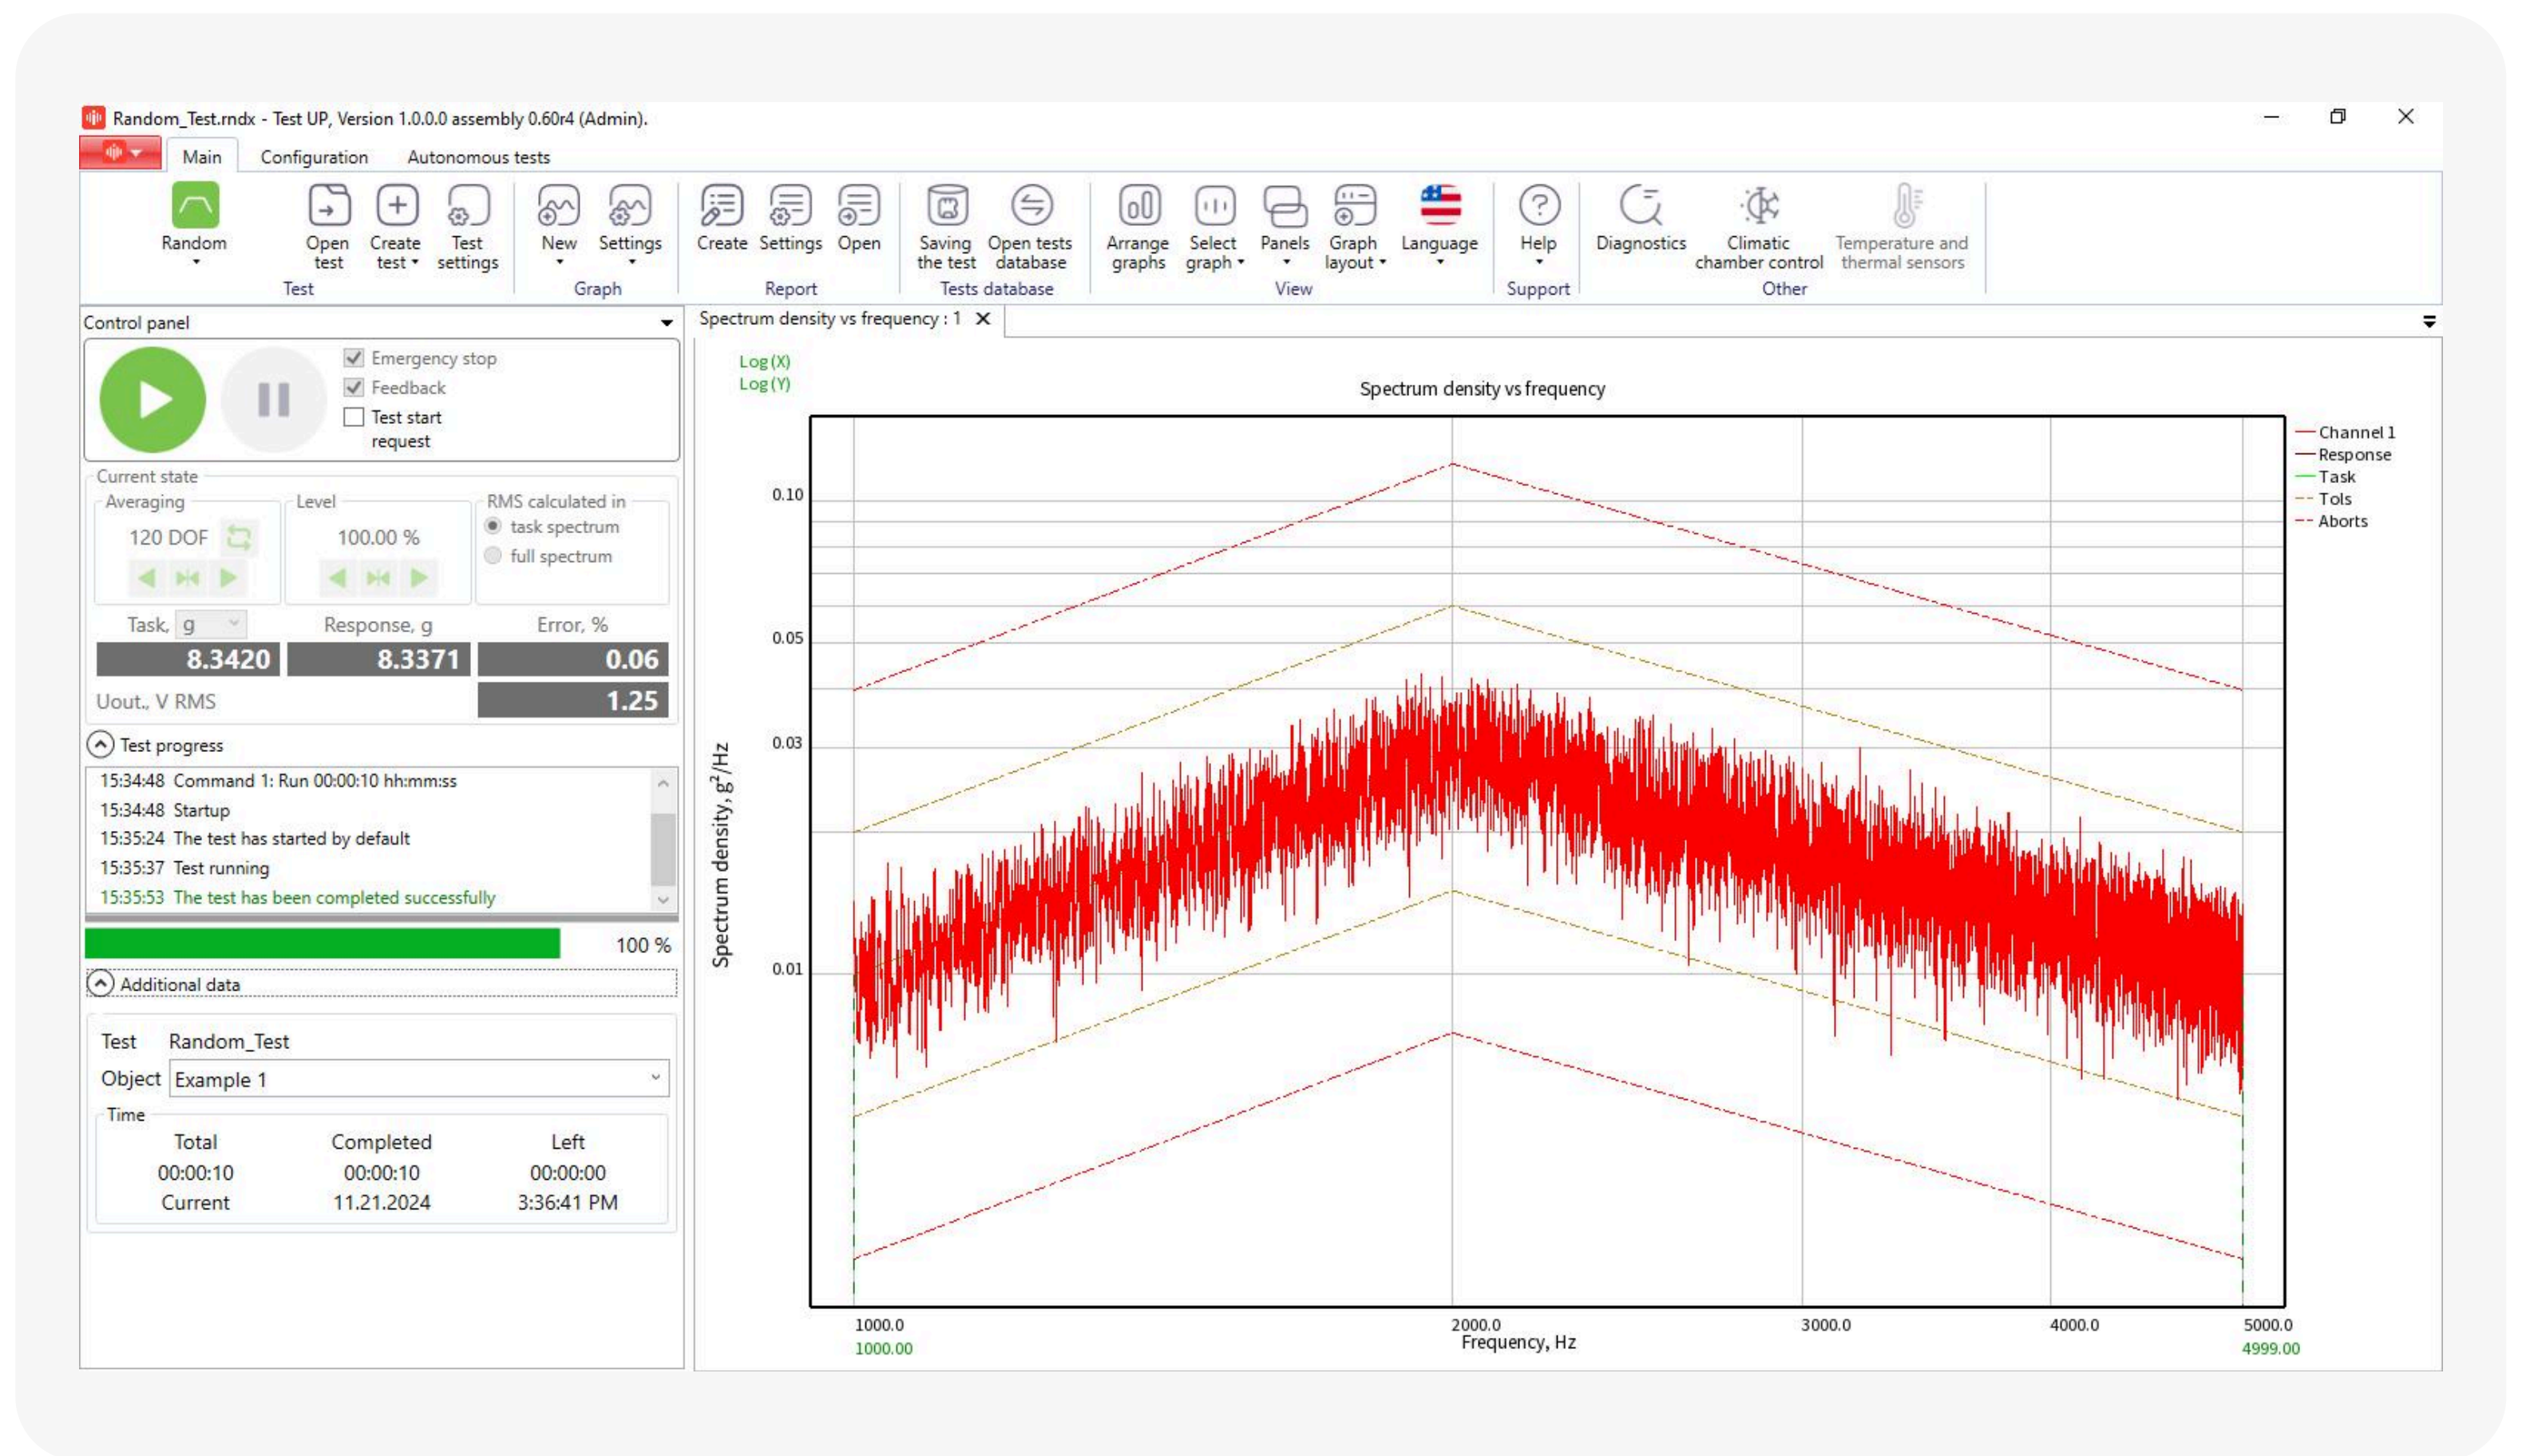 Random_Test.rndx - Test UP, Version 1.0.0.0 assembly 0.60r4 (Admin).
Main Configuration Autonomous tests
Random
Open test
Create test
Test settings
Test
New
Settings
Graph
Create
Settings
Open
Report
Saving the test
Open tests database
Tests database
Arrange graphs
Select graph
Panels
Graph layout
Language
View
Help
Support
Diagnostics
Climatic chamber control
Temperature and thermal sensors
Other
Control panel
Emergency stop
Feedback
Test start
request
Current state
Averaging
120 DOF
Level
100.00 %
RMS calculated in
task spectrum
full spectrum
Task, g Response, g Error, %
8.3420 8.3371 0.06
Uout., V RMS 1.25
Test progress
15:34:48 Command 1: Run 00:00:10 hh:mm:ss
15:34:48 Startup
15:35:24 The test has started by default
15:35:37 Test running
15:35:53 The test has been completed successfully
100 %
Additional data
Test Random_Test
Object Example 1
Time
Total Completed Left
00:00:10 00:00:10 00:00:00
Current 11.21.2024 3:36:41 PM
Spectrum density vs frequency : 1
Log(X)
Log(Y)
Spectrum density vs frequency
Channel 1
Response
Task
Tols
Aborts
Spectrum density, g²/Hz
0.10
0.05
0.03
0.01
1000.0 2000.0 3000.0 4000.0 5000.0
Frequency, Hz
1000.00 4999.00